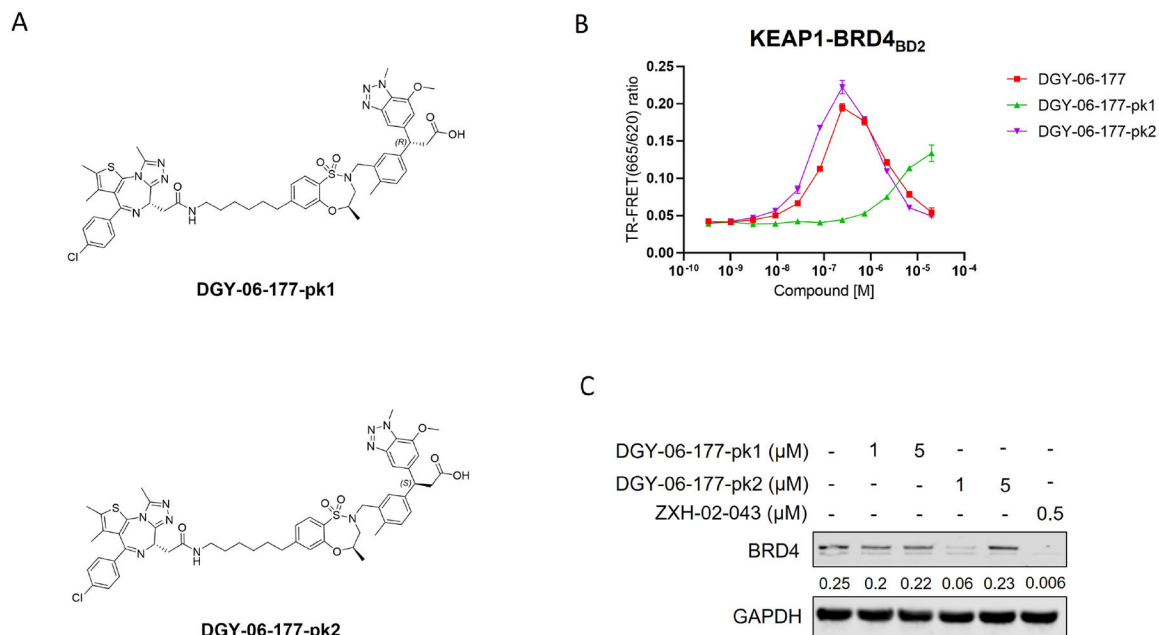 A
N
N
N
O
(R)
OH
O
O
O
S
N
S
N
N
N
O
N
N
H
O
Cl
DGY-06-177-pk1
N
N
N
O
(S)
OH
O
O
O
S
N
S
N
N
N
O
N
N
H
O
Cl
DGY-06-177-pk2
B
KEAP1-BRD4BD2
TR-FRET(665/620) ratio
0.25
0.20
0.15
0.10
0.05
0.00
10-10 10-9 10-8 10-7 10-6 10-5 10-4
Compound [M]
DGY-06-177
DGY-06-177-pk1
DGY-06-177-pk2
C
DGY-06-177-pk1 (µM) - 1 5 - - -
DGY-06-177-pk2 (µM) - - - 1 5 -
ZXH-02-043 (µM) - - - - - 0.5
BRD4
0.25 0.2 0.22 0.06 0.23 0.006
GAPDH